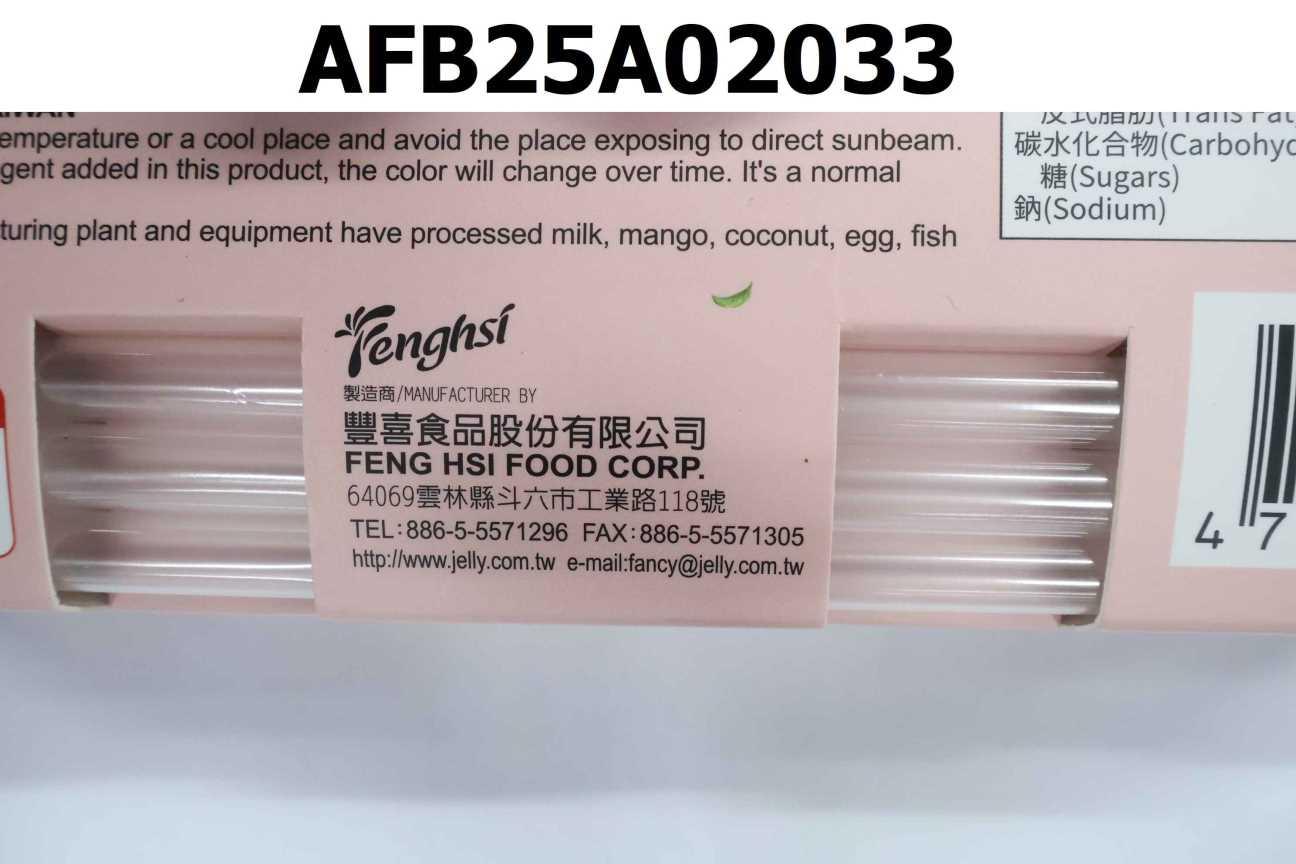 AFB25A02033
emperature or a cool place and avoid the place exposing to direct sunbeam.
gent added in this product, the color will change over time. It's a normal
turing plant and equipment have processed milk, mango, coconut, egg, fish
碳水化合物(Carbohyd
糖(Sugars)
鈉(Sodium)
Fenghsi
製造商/MANUFACTURER BY
豐喜食品股份有限公司
FENG HSI FOOD CORP.
64069雲林縣斗六市工業路118號
TEL:886-5-5571296 FAX:886-5-5571305
http://www.jelly.com.tw e-mail:fancy@jelly.com.tw
4 7